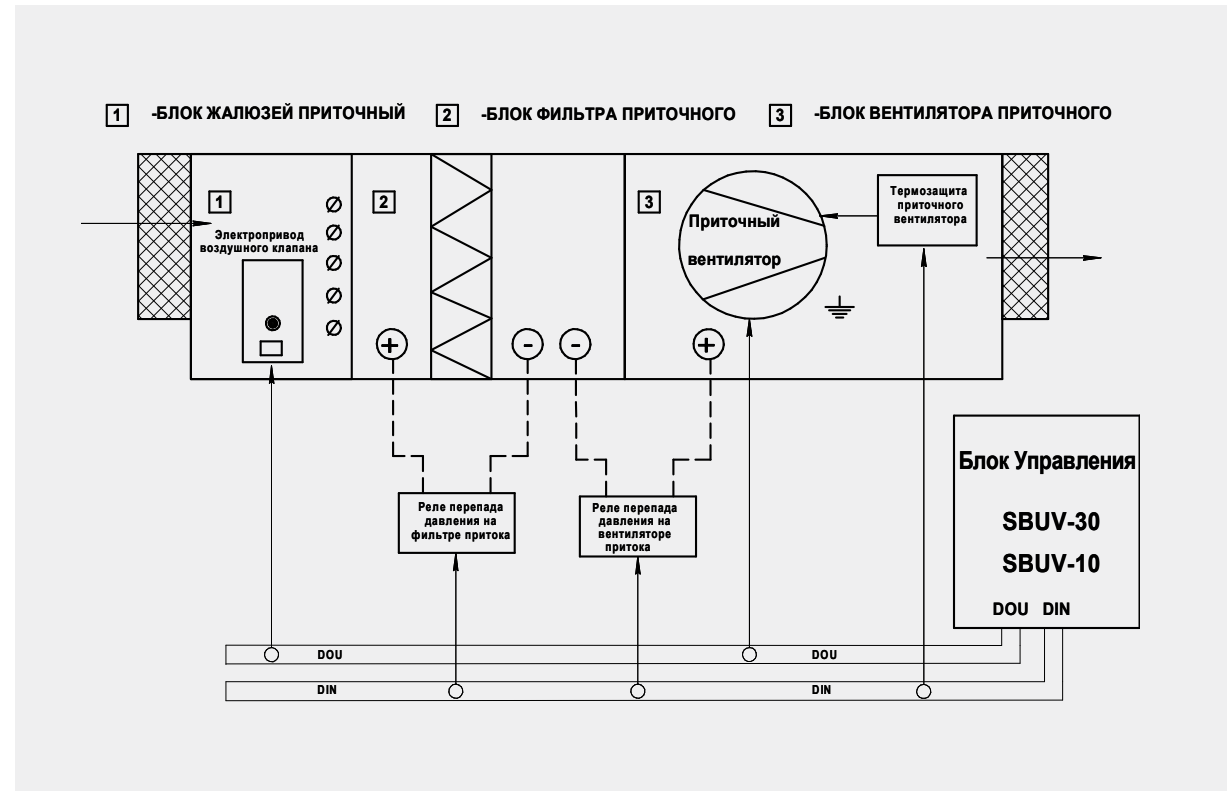 1 -БЛОК ЖАЛЮЗЕЙ ПРИТОЧНЫЙ 2 -БЛОК ФИЛЬТРА ПРИТОЧНОГО 3 -БЛОК ВЕНТИЛЯТОРА ПРИТОЧНОГО
1
Электропривод
воздушного клапана
2
+
-
-
3
Приточный
вентилятор
+
Термозащита
приточного
вентилятора
Реле перепада
давления на
фильтре притока
Реле перепада
давления на
вентиляторе
притока
Блок Управления
SBUV-30
SBUV-10
DOU DIN
DOU DOU
DIN DIN